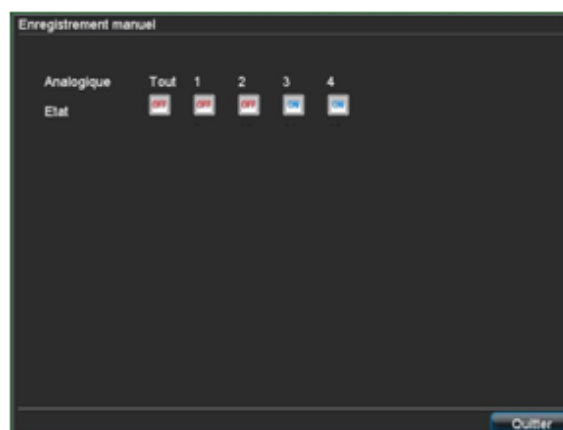 Enregistrement manuel
Analogique Tout 1 2 3 4
Etat OFF OFF OFF ON ON
Quitter